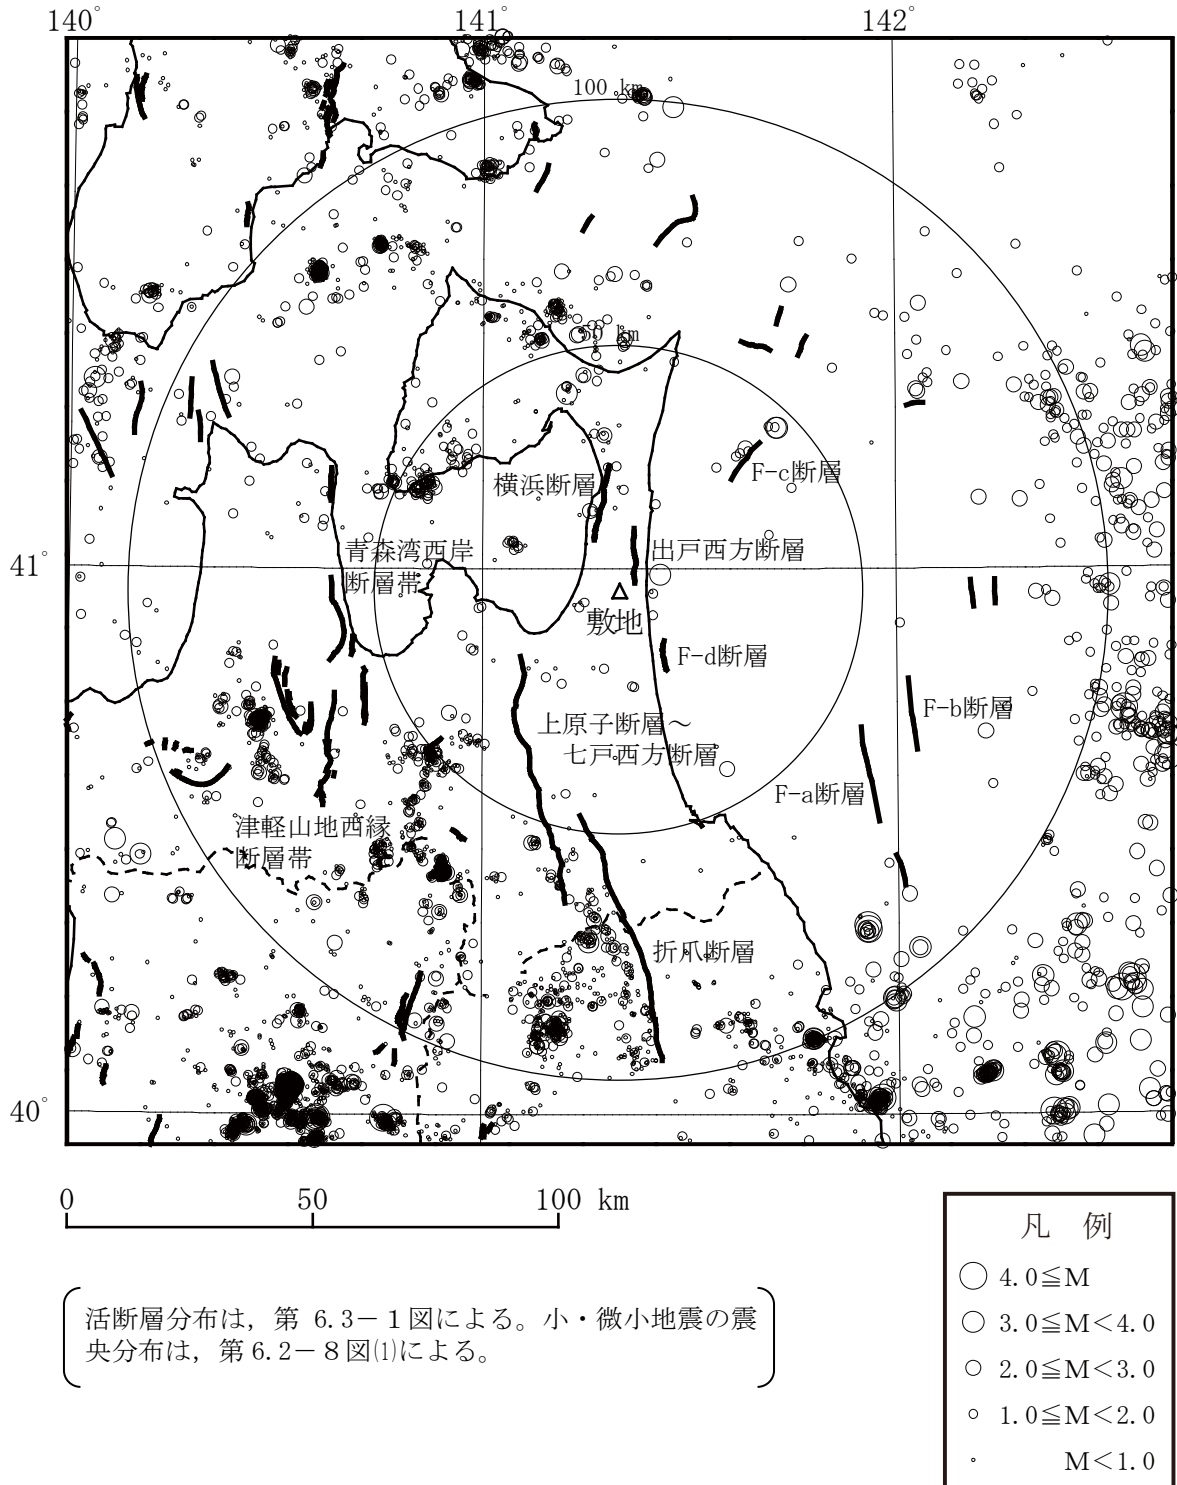 140°
141°
142°
100 km
50 km
横浜断層
F-c断層
41°
青森湾西岸
断層帯
出戸西方断層
敷地
F-d断層
上原子断層～
七戸西方断層
F-b断層
F-a断層
津軽山地西縁
断層帯
折爪断層
40°
0 50 100 km
活断層分布は，第 6.3－1図による。小・微小地震の震
央分布は，第6.2－8図(1)による。
凡 例
4.0≦M
3.0≦M＜4.0
2.0≦M＜3.0
1.0≦M＜2.0
M＜1.0